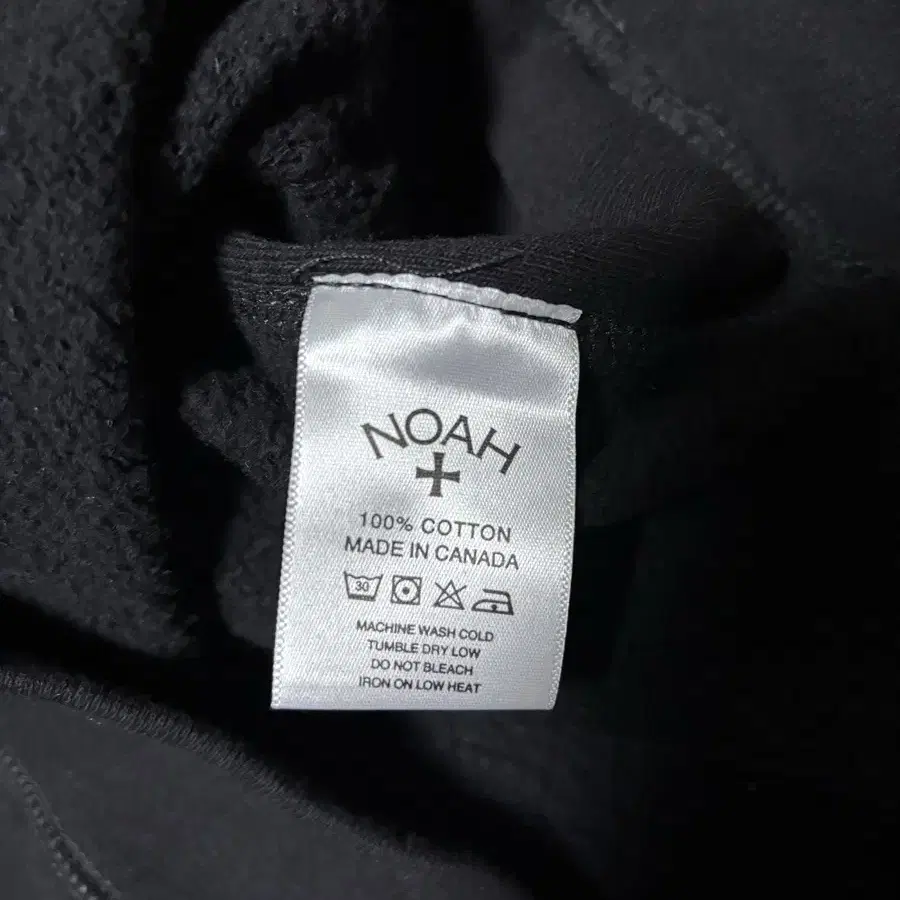 NOAH
100% COTTON
MADE IN CANADA
30
MACHINE WASH COLD
TUMBLE DRY LOW
DO NOT BLEACH
IRON ON LOW HEAT